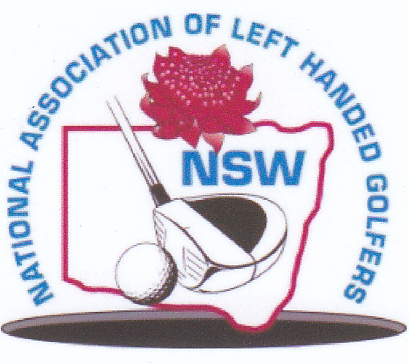 NATIONAL ASSOCIATION OF LEFT HANDED GOLFERS
NSW